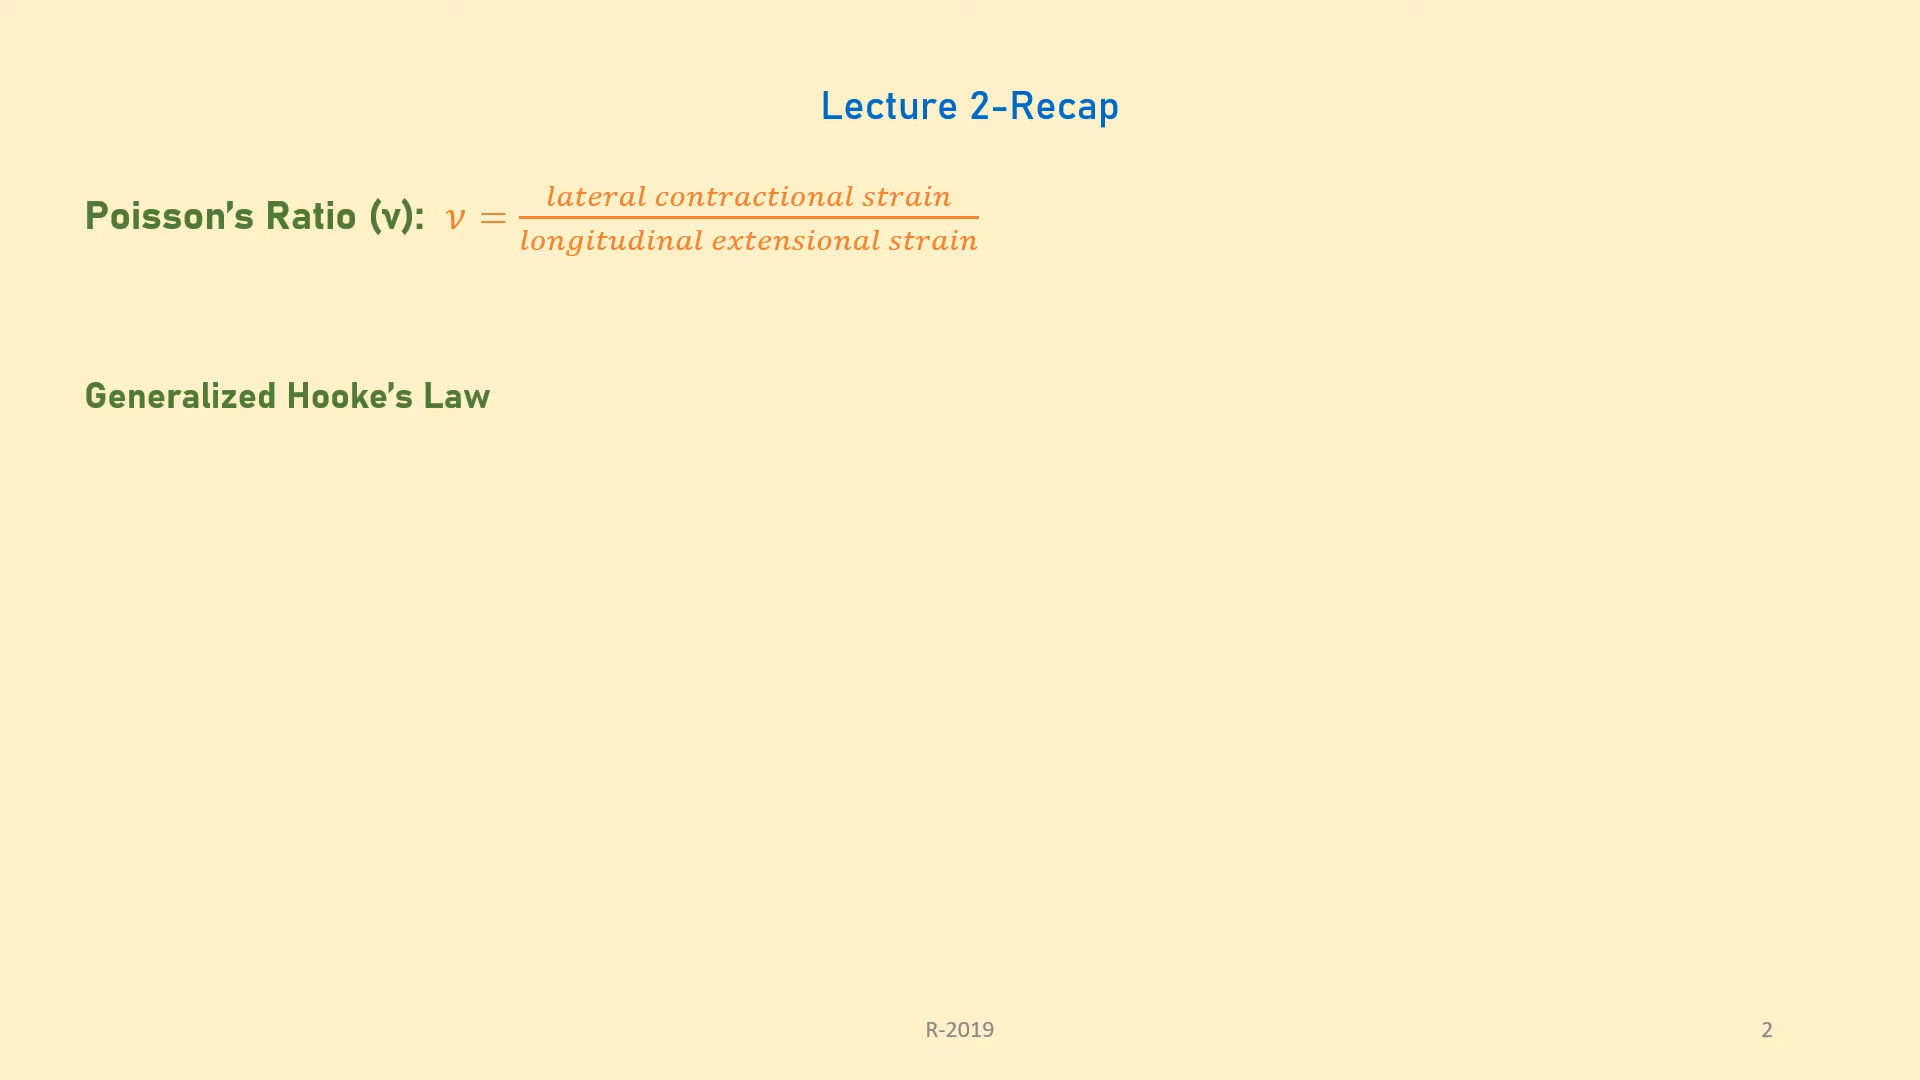 Lecture 2-Recap
Poisson's Ratio (ν): ν = lateral contractional strain / longitudinal extensional strain
Generalized Hooke's Law
R-2019
2